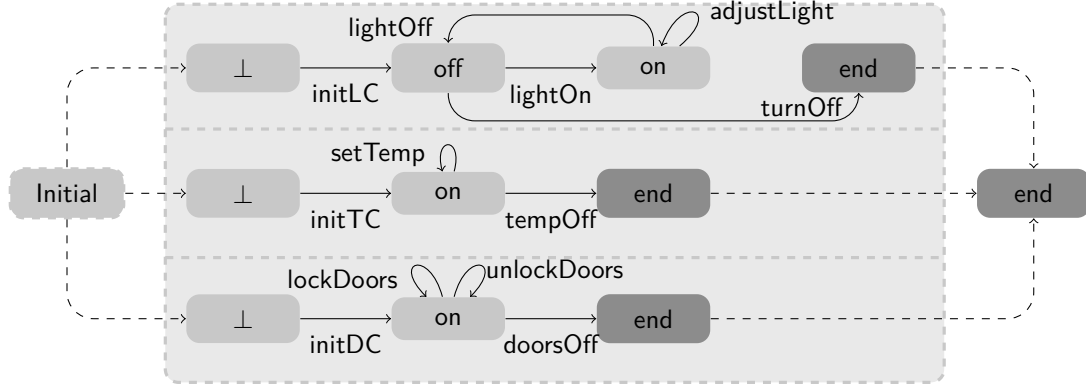 adjustLight
lightOff
⊥
off
on
end
initLC
lightOn
turnOff
setTemp
Initial
⊥
on
end
end
initTC
tempOff
lockDoors
unlockDoors
⊥
on
end
initDC
doorsOff